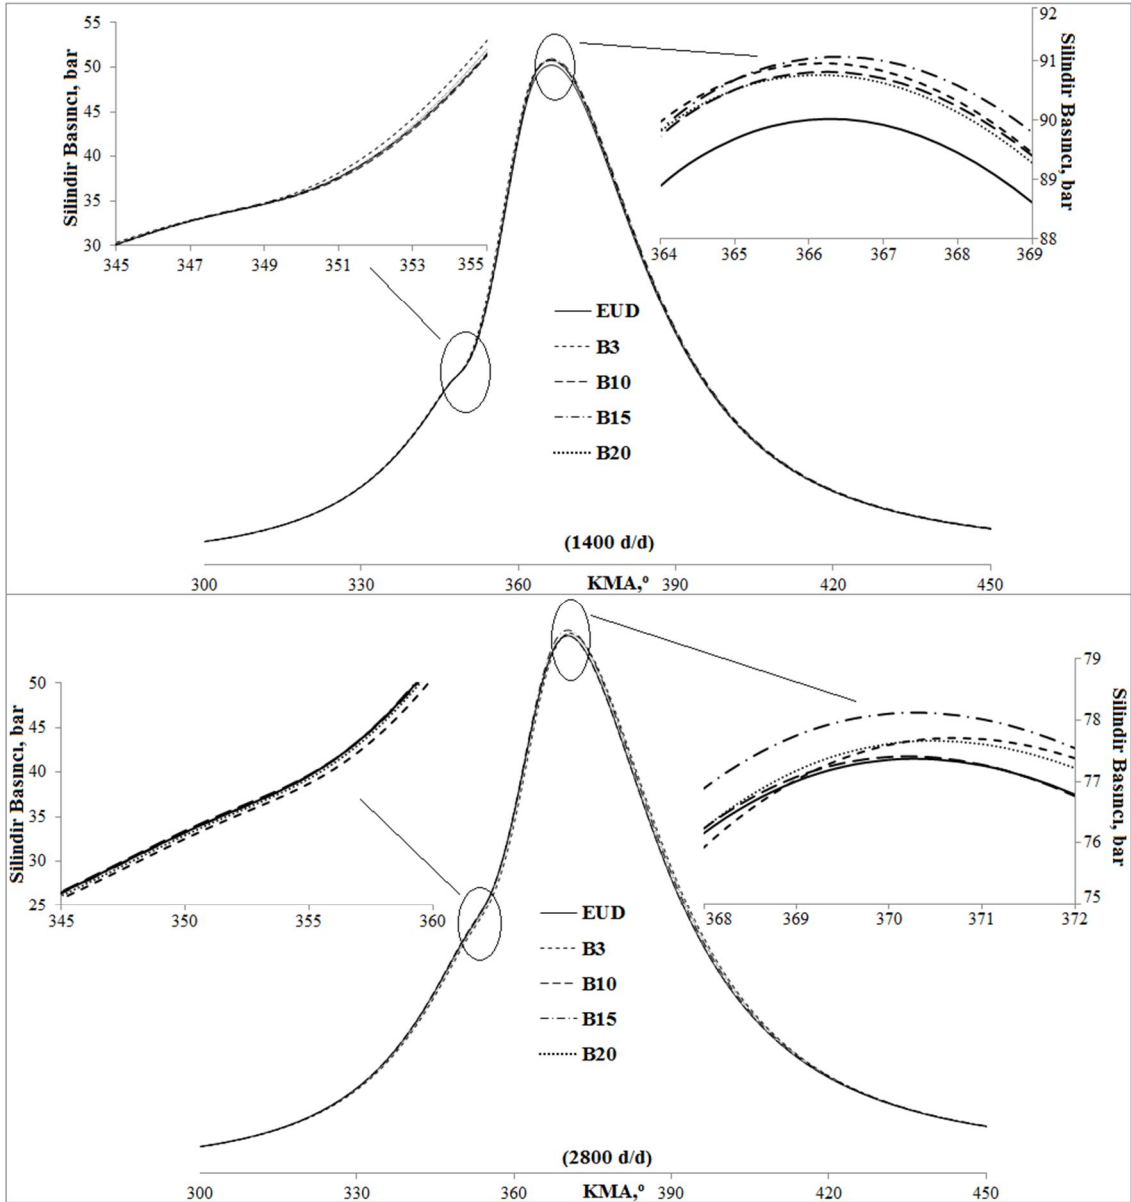 55
50
45
40
35
30
Silindir Basıncı, bar
345 347 349 351 353 355
92
91
90
89
88
Silindir Basıncı, bar
364 365 366 367 368 369
EUD
B3
B10
B15
B20
(1400 d/d)
300 330 360 KMA,º 390 420 450
50
45
40
35
30
25
Silindir Basıncı, bar
345 350 355 360
79
78
77
76
75
Silindir Basıncı, bar
368 369 370 371 372
EUD
B3
B10
B15
B20
(2800 d/d)
300 330 360 KMA,º 390 420 450